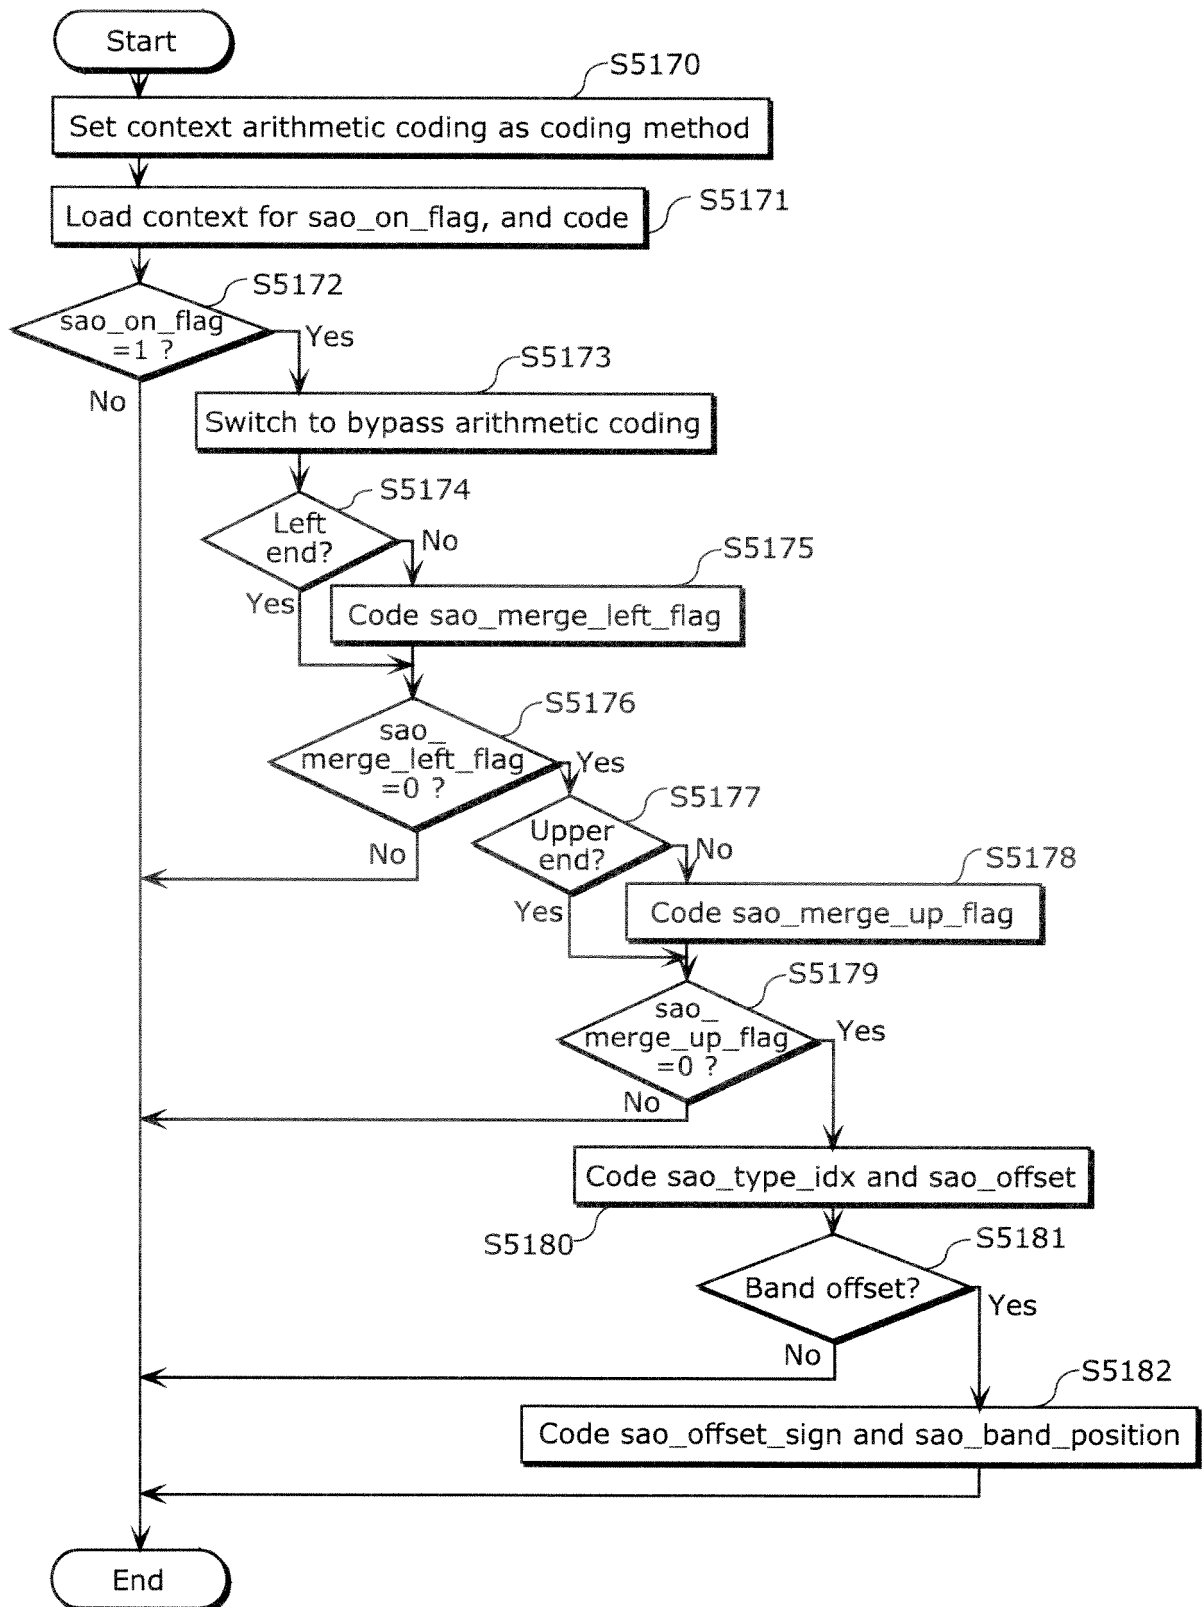 Start
S5170
Set context arithmetic coding as coding method
S5171
Load context for sao_on_flag, and code
S5172
sao_on_flag
=1 ?
Yes
No
S5173
Switch to bypass arithmetic coding
S5174
Left
end?
No
Yes
S5175
Code sao_merge_left_flag
S5176
sao_
merge_left_flag
=0 ?
Yes
No
S5177
Upper
end?
No
Yes
S5178
Code sao_merge_up_flag
S5179
sao_
merge_up_flag
=0 ?
Yes
No
Code sao_type_idx and sao_offset
S5180
S5181
Band offset?
Yes
No
S5182
Code sao_offset_sign and sao_band_position
End